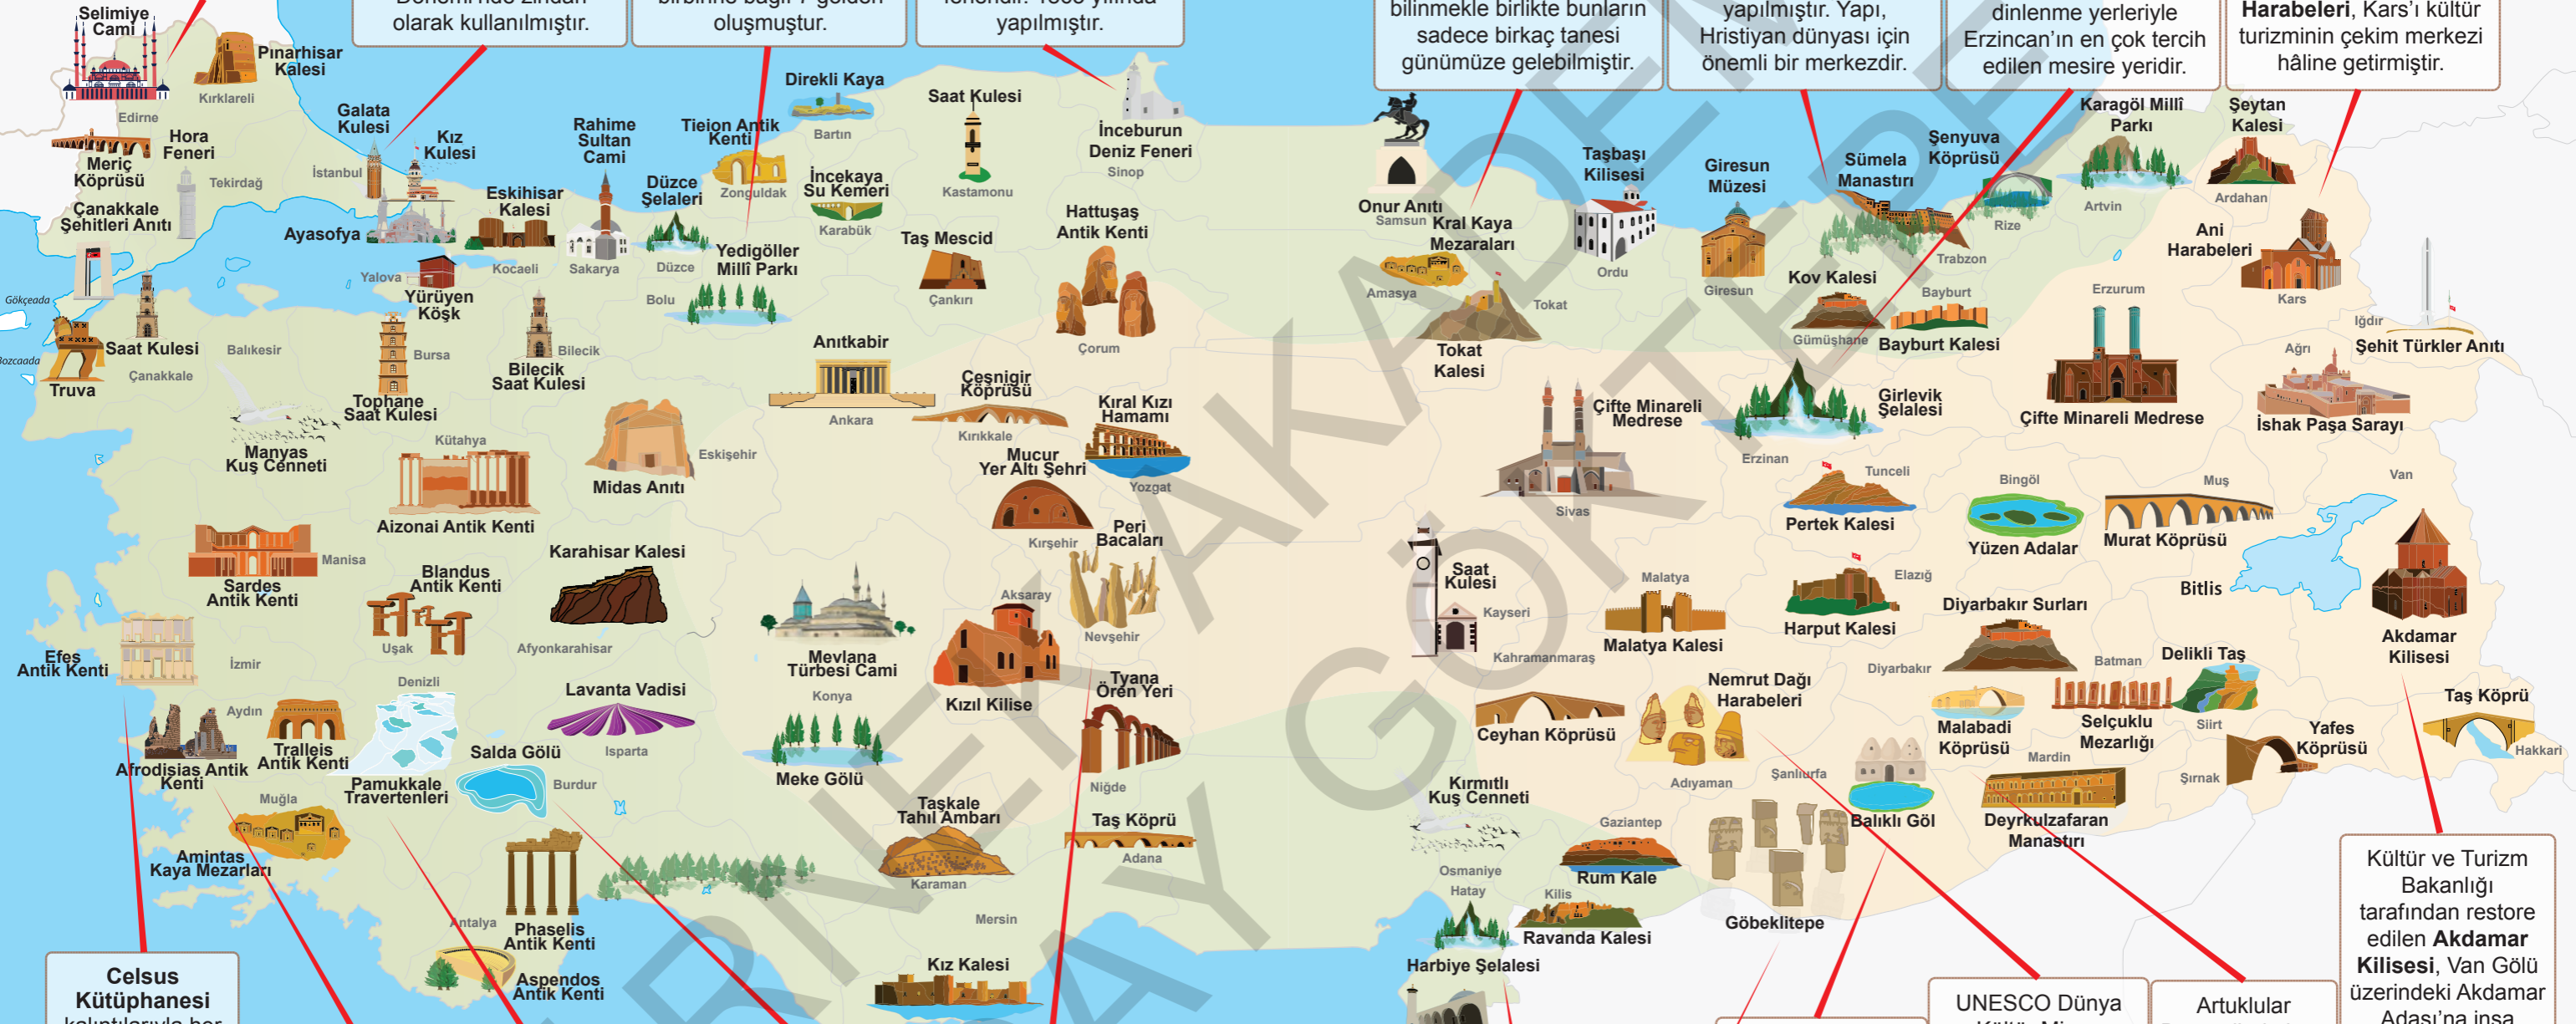 Dönemi'nde zindan
olarak kullanılmıştır.
birbirine bağlı 7 gölden
oluşmuştur.
yapılmıştır.
bilinmekle birlikte bunların
sadece birkaç tanesi
günümüze gelebilmiştir.
yapılmıştır. Yapı,
Hristiyan dünyası için
önemli bir merkezdir.
dinlenme yerleriyle
Erzincan'ın en çok tercih
edilen mesire yeridir.
Harabeleri, Kars'ı kültür
turizminin çekim merkezi
hâline getirmiştir.
Selimiye
Cami
Pınarhisar
Kalesi
Kırklareli
Edirne
Meriç
Köprüsü
Hora
Feneri
Tekirdağ
Çanakkale
Şehitleri Anıtı
Galata
Kulesi
İstanbul
Kız
Kulesi
Ayasofya
Eskihisar
Kalesi
Kocaeli
Rahime
Sultan
Cami
Sakarya
Düzce
Şelaleri
Düzce
Tieion Antik
Kenti
Zonguldak
Direkli Kaya
Bartın
İncekaya
Su Kemeri
Karabük
Saat Kulesi
Kastamonu
İnceburun
Deniz Feneri
Sinop
Hattuşaş
Antik Kenti
Çorum
Taş Mescid
Çankırı
Yedigöller
Millî Parkı
Bolu
Yalova
Yürüyen
Köşk
Gökçeada
Bozcaada
Truva
Saat Kulesi
Çanakkale
Balıkesir
Bursa
Tophane
Saat Kulesi
Bilecik
Bilecik
Saat Kulesi
Manyas
Kuş Cenneti
Kütahya
Aizonai Antik Kenti
Eskişehir
Midas Anıtı
Anıtkabir
Ankara
Çeşnigir
Köprüsü
Kırıkkale
Kıral Kızı
Hamamı
Yozgat
Mucur
Yer Altı Şehri
Kırşehir
Peri
Bacaları
Nevşehir
Sardes
Antik Kenti
Manisa
Blandus
Antik Kenti
Uşak
Karahisar Kalesi
Afyonkarahisar
Mevlana
Türbesi Cami
Konya
Aksaray
Kızıl Kilise
Efes
Antik Kenti
İzmir
Aydın
Afrodisias Antik
Kenti
Tralleis
Antik Kenti
Denizli
Pamukkale
Travertenleri
Lavanta Vadisi
Isparta
Salda Gölü
Burdur
Meke Gölü
Tyana
Ören Yeri
Niğde
Muğla
Amintas
Kaya Mezarları
Taşkale
Tahıl Ambarı
Karaman
Taş Köprü
Adana
Antalya
Phaselis
Antik Kenti
Aspendos
Antik Kenti
Mersin
Kız Kalesi
Onur Anıtı
Samsun
Kral Kaya
Mezaraları
Amasya
Tokat
Tokat
Kalesi
Taşbaşı
Kilisesi
Ordu
Giresun
Müzesi
Giresun
Sümela
Manastırı
Trabzon
Şenyuva
Köprüsü
Rize
Karagöl Millî
Parkı
Artvin
Şeytan
Kalesi
Ardahan
Ani
Harabeleri
Kars
Kov Kalesi
Gümüşhane
Bayburt
Bayburt Kalesi
Erzurum
Çifte Minareli Medrese
Iğdır
Şehit Türkler Anıtı
Ağrı
İshak Paşa Sarayı
Çifte Minareli
Medrese
Sivas
Girlevik
Şelalesi
Erzinan
Tunceli
Pertek Kalesi
Bingöl
Yüzen Adalar
Muş
Murat Köprüsü
Van
Bitlis
Akdamar
Kilisesi
Saat
Kulesi
Kayseri
Malatya
Malatya Kalesi
Elazığ
Harput Kalesi
Diyarbakır Surları
Diyarbakır
Batman
Delikli Taş
Siirt
Malabadi
Köprüsü
Selçuklu
Mezarlığı
Yafes
Köprüsü
Şırnak
Taş Köprü
Hakkari
Kahramanmaraş
Ceyhan Köprüsü
Nemrut Dağı
Harabeleri
Adıyaman
Şanlıurfa
Balıklı Göl
Mardin
Deyrkulzafaran
Manastırı
Kırmıtlı
Kuş Cenneti
Osmaniye
Gaziantep
Rum Kale
Göbeklitepe
Hatay
Kilis
Ravanda Kalesi
Harbiye Şelalesi
Celsus
Kütüphanesi
UNESCO Dünya
Artuklular
Kültür ve Turizm
Bakanlığı
tarafından restore
edilen Akdamar
Kilisesi, Van Gölü
üzerindeki Akdamar
Adası'na inşa